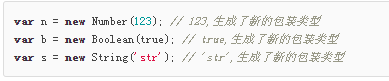 var n = new Number(123); // 123,生成了新的包装类型
var b = new Boolean(true); // true,生成了新的包装类型
var s = new String('str'); // 'str',生成了新的包装类型